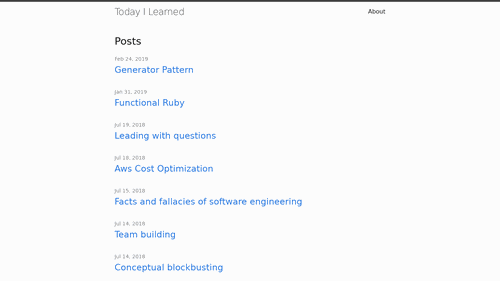 Today I Learned
About
Posts
Feb 24, 2019
Generator Pattern
Jan 31, 2019
Functional Ruby
Jul 19, 2018
Leading with questions
Jul 18, 2018
Aws Cost Optimization
Jul 15, 2018
Facts and fallacies of software engineering
Jul 14, 2018
Team building
Jul 14, 2018
Conceptual blockbusting